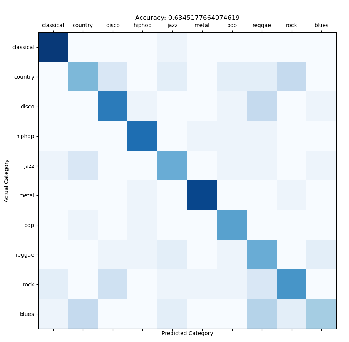 Accuracy: 0.6345177664974619
classical country disco hiphop jazz metal pop reggae rock blues
classical
country
disco
hiphop
jazz
metal
pop
reggae
rock
blues
Actual Category
Predicted Category